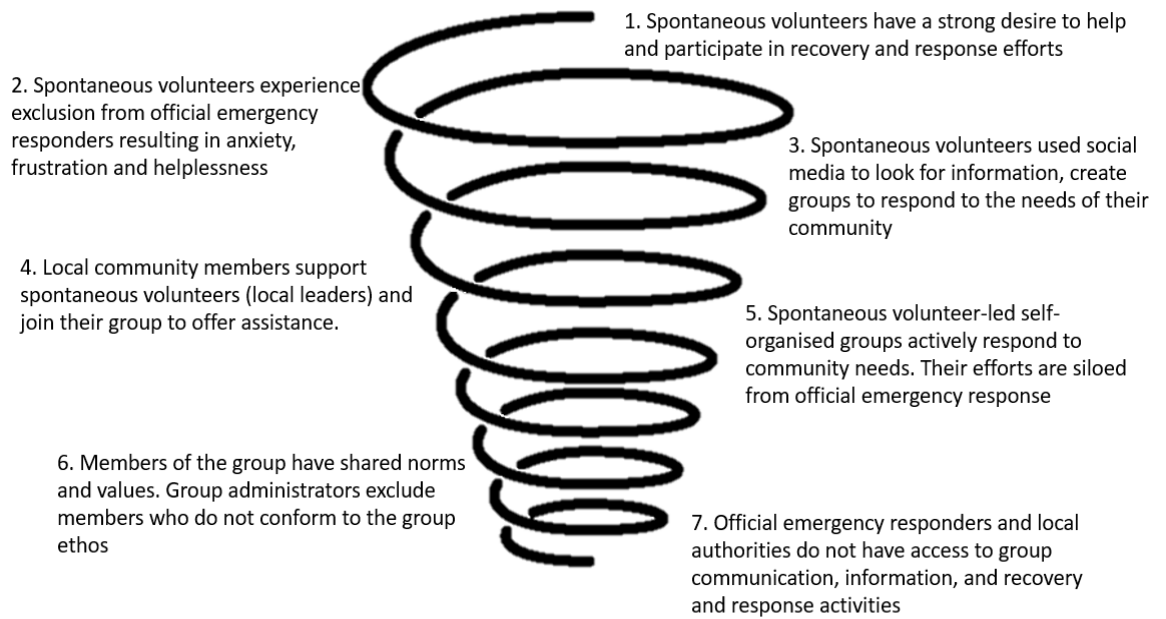 1. Spontaneous volunteers have a strong desire to help
and participate in recovery and response efforts
2. Spontaneous volunteers experience
exclusion from official emergency
responders resulting in anxiety,
frustration and helplessness
3. Spontaneous volunteers used social
media to look for information, create
groups to respond to the needs of their
community
4. Local community members support
spontaneous volunteers (local leaders) and
join their group to offer assistance.
5. Spontaneous volunteer-led self-
organised groups actively respond to
community needs. Their efforts are siloed
from official emergency response
6. Members of the group have shared norms
and values. Group administrators exclude
members who do not conform to the group
ethos
7. Official emergency responders and local
authorities do not have access to group
communication, information, and recovery
and response activities